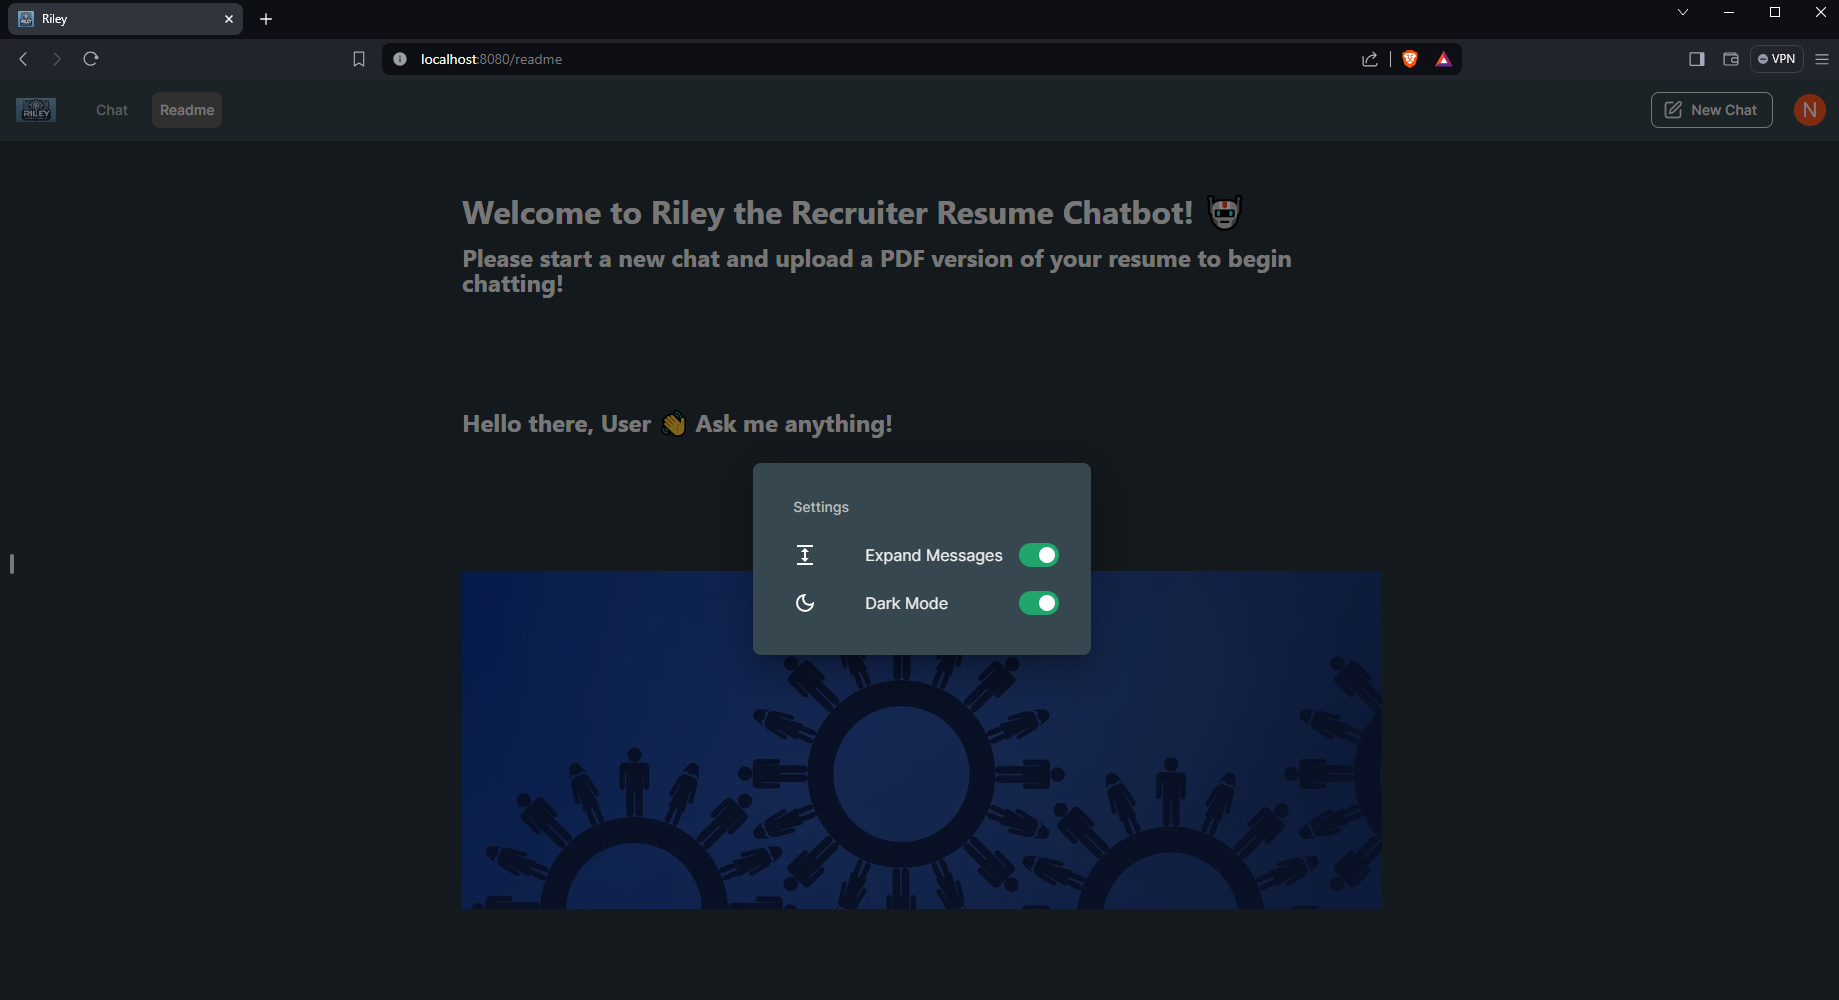 Riley
localhost:8080/readme
VPN
RILEY
Chat
Readme
New Chat
N
Welcome to Riley the Recruiter Resume Chatbot! 🤖
Please start a new chat and upload a PDF version of your resume to begin
chatting!
Hello there, User 👋 Ask me anything!
Settings
Expand Messages
Dark Mode